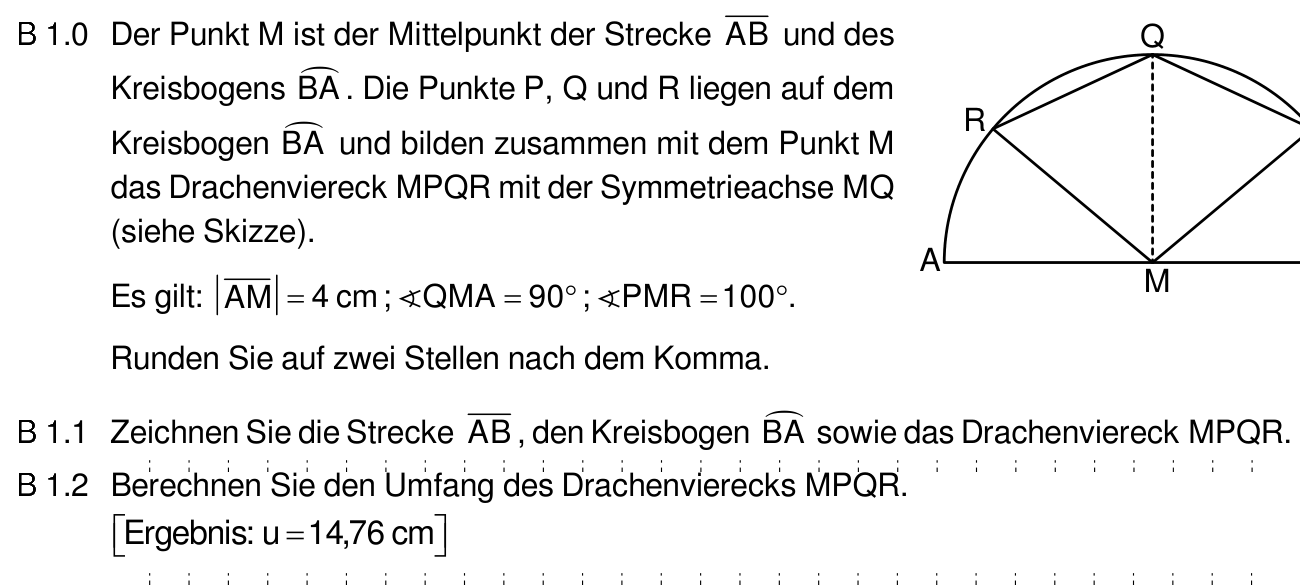 B 1.0 Der Punkt M ist der Mittelpunkt der Strecke A̅B̅ und des
Kreisbogens BA. Die Punkte P, Q und R liegen auf dem
Kreisbogen BA und bilden zusammen mit dem Punkt M
das Drachenviereck MPQR mit der Symmetrieachse MQ
(siehe Skizze).
Es gilt: |A̅M̅| = 4 cm ; ∢QMA = 90° ; ∢PMR = 100°.
Runden Sie auf zwei Stellen nach dem Komma.
Q
R
A
M
B 1.1 Zeichnen Sie die Strecke A̅B̅, den Kreisbogen BA sowie das Drachenviereck MPQR.
B 1.2 Berechnen Sie den Umfang des Drachenvierecks MPQR.
[Ergebnis: u = 14,76 cm]